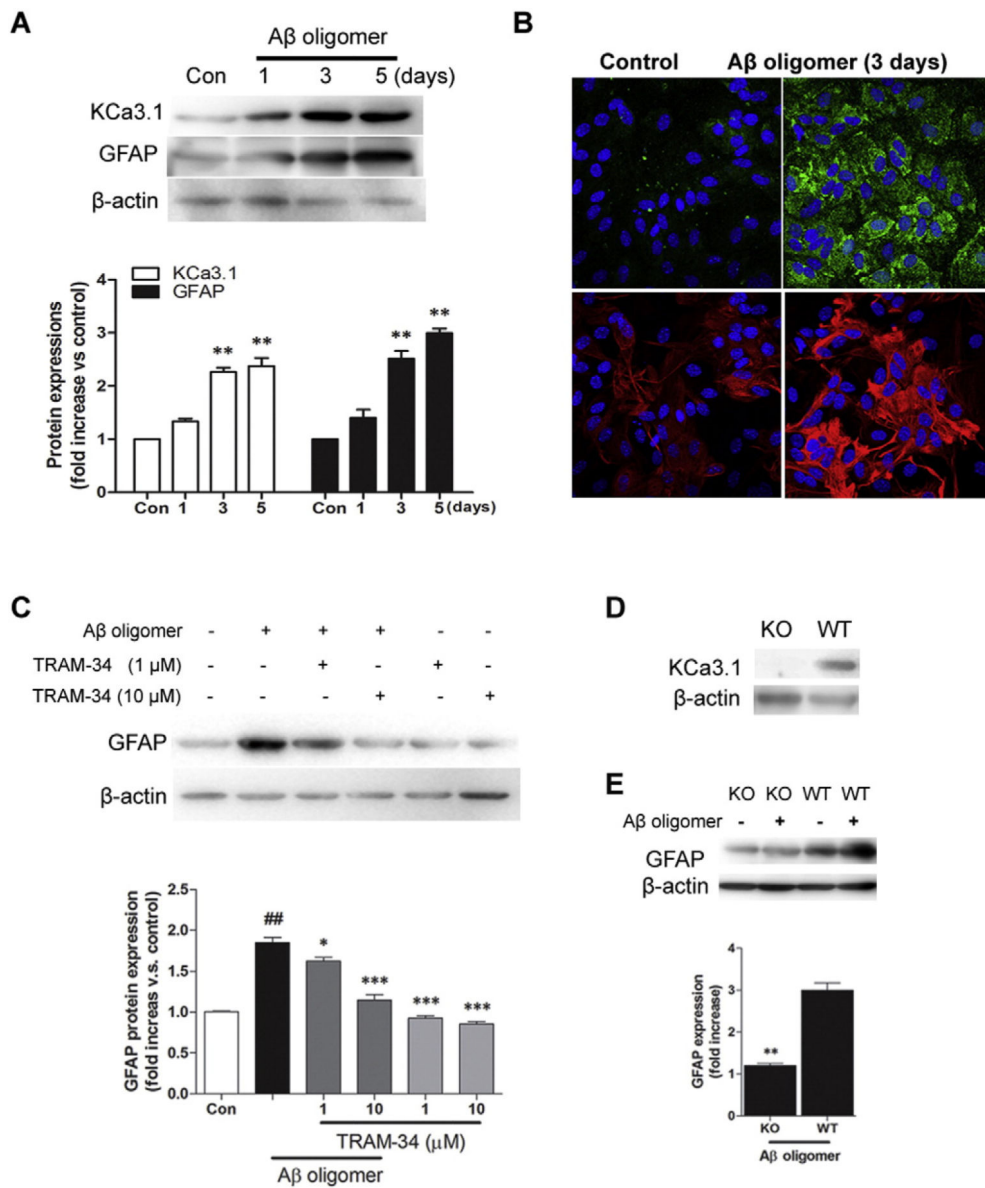 A
Aβ oligomer
Con 1 3 5 (days)
KCa3.1
GFAP
β-actin
KCa3.1
GFAP
Protein expressions
(fold increase vs control)
4
3
2
1
0
** ** ** **
Con 1 3 5 Con 1 3 5 (days)
B
Control Aβ oligomer (3 days)
C
Aβ oligomer - + + + - -
TRAM-34 (1 μM) - - + - + -
TRAM-34 (10 μM) - - - + - +
GFAP
β-actin
GFAP protein expression
(fold increas v.s. control)
2.5
2.0
1.5
1.0
0.5
0.0
## * *** *** ***
Con 1 10 1 10
TRAM-34 (μM)
Aβ oligomer
D
KO WT
KCa3.1
β-actin
E
KO KO WT WT
Aβ oligomer - + - +
GFAP
β-actin
GFAP expression
(fold increase)
4
3
2
1
0
**
KO WT
Aβ oligomer